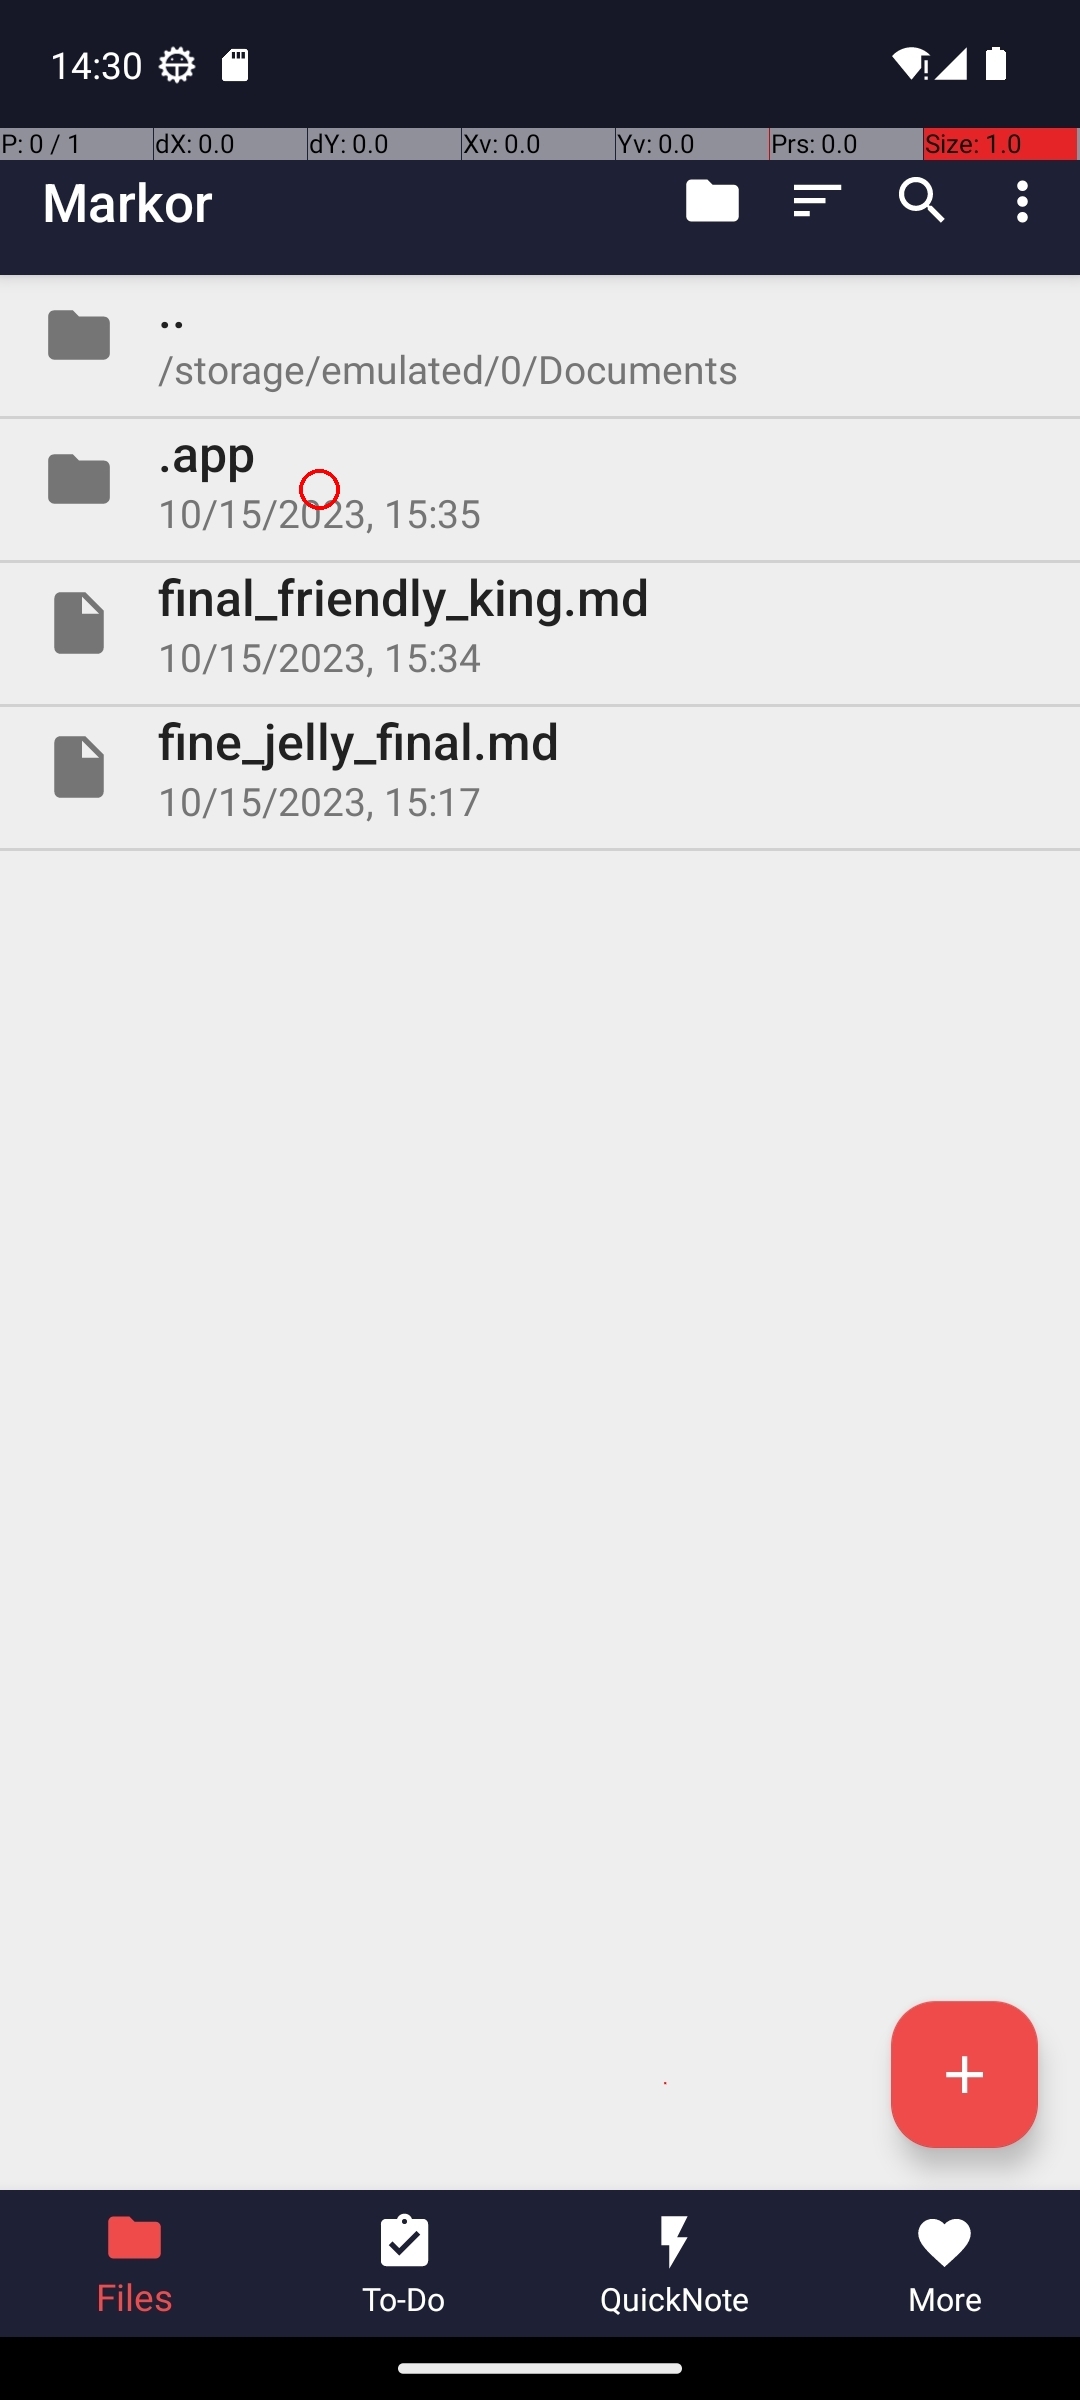 14:30
P: 0 / 1 dX: 0.0 dY: 0.0 Xv: 0.0 Yv: 0.0 Prs: 0.0 Size: 1.0
Markor
..
/storage/emulated/0/Documents
.app
10/15/2023, 15:35
final_friendly_king.md
10/15/2023, 15:34
fine_jelly_final.md
10/15/2023, 15:17
Files To-Do QuickNote More